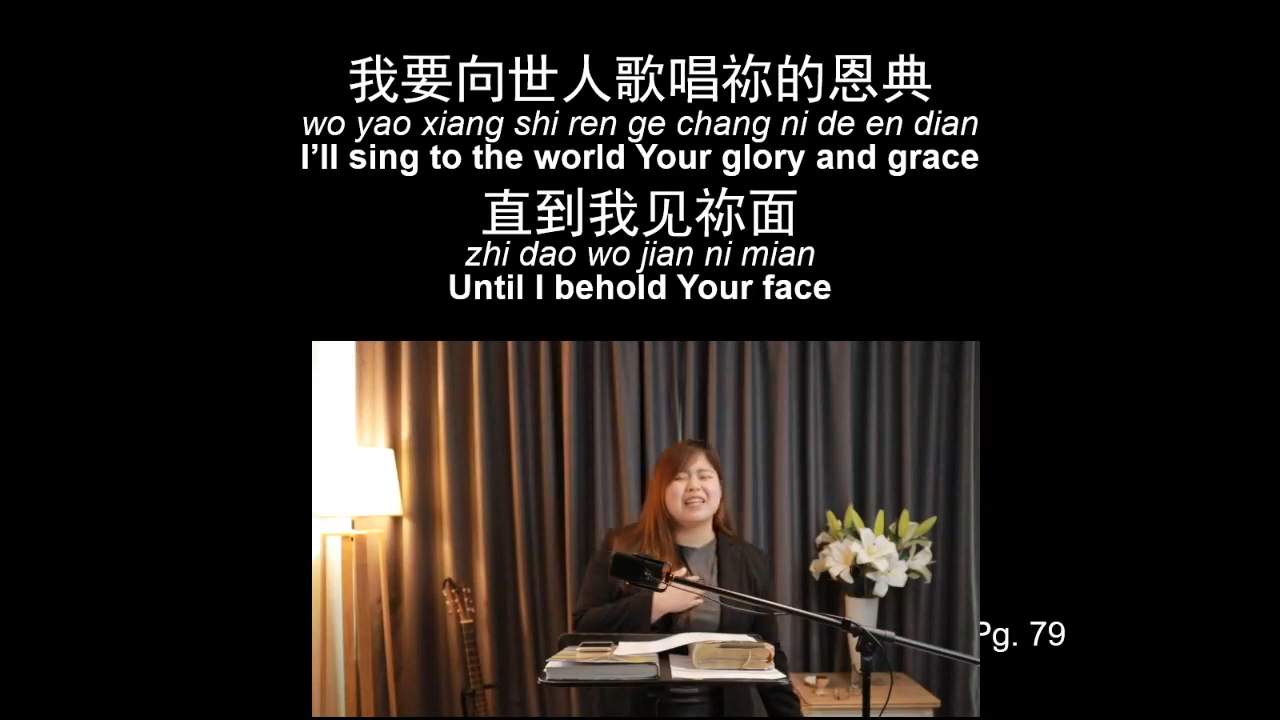 我要向世人歌唱祢的恩典
wo yao xiang shi ren ge chang ni de en dian
I’ll sing to the world Your glory and grace
直到我见祢面
zhi dao wo jian ni mian
Until I behold Your face
Pg. 79